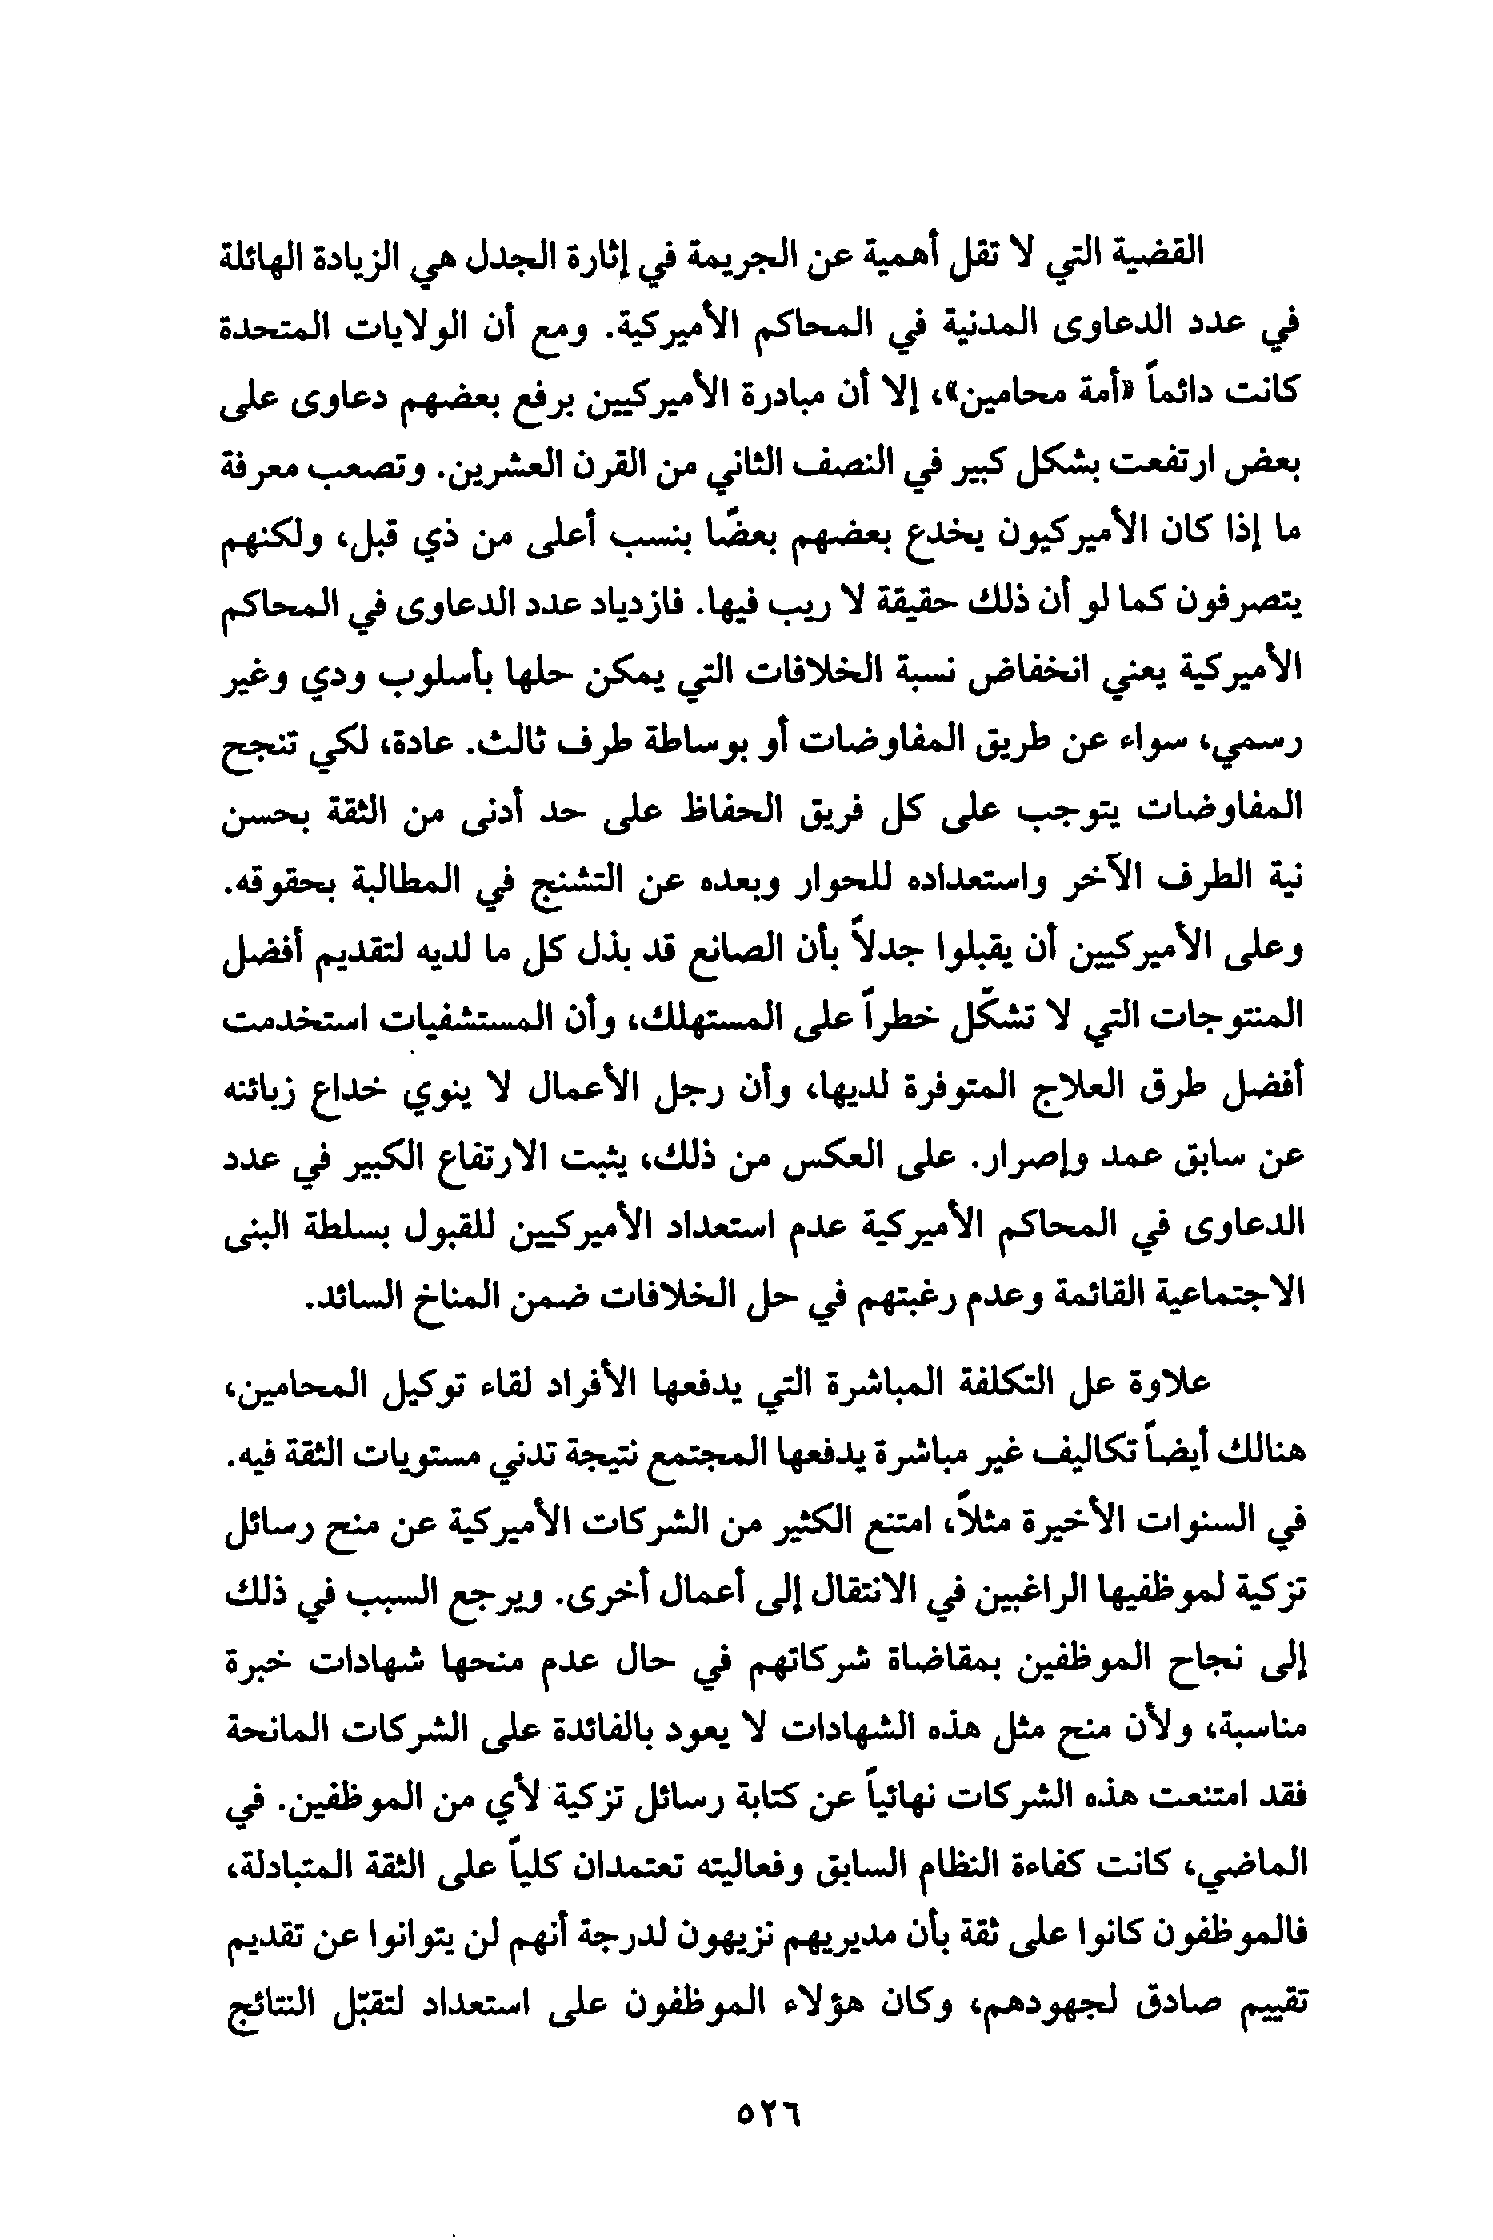 القضية التي لا تقل أهمية عن الجريمة في إثارة الجدل هي الزيادة الهائلة
في عدد الدعاوى المدنية في المحاكم الأميركية. ومع أن الولايات المتحدة
كانت دائماً «أمة محامين»، إلا أن مبادرة الأميركيين برفع بعضهم دعاوى على
بعض ارتفعت بشكل كبير في النصف الثاني من القرن العشرين. وتصعب معرفة
ما إذا كان الأميركيون يخدع بعضهم بعضًا بنسب أعلى من ذي قبل، ولكنهم
يتصرفون كما لو أن ذلك حقيقة لا ريب فيها. فازدياد عدد الدعاوى في المحاكم
الأميركية يعني انخفاض نسبة الخلافات التي يمكن حلها بأسلوب ودي وغير
رسمي، سواء عن طريق المفاوضات أو بوساطة طرف ثالث. عادة، لكي تنجح
المفاوضات يتوجب على كل فريق الحفاظ على حد أدنى من الثقة بحسن
نية الطرف الآخر واستعداده للحوار وبعده عن التشنج في المطالبة بحقوقه.
وعلى الأميركيين أن يقبلوا جدلاً بأن الصانع قد بذل كل ما لديه لتقديم أفضل
المنتوجات التي لا تشكّل خطراً على المستهلك، وأن المستشفيات استخدمت
أفضل طرق العلاج المتوفرة لديها، وأن رجل الأعمال لا ينوي خداع زبائنه
عن سابق عمد وإصرار. على العكس من ذلك، يثبت الارتفاع الكبير في عدد
الدعاوى في المحاكم الأميركية عدم استعداد الأميركيين للقبول بسلطة البنى
الاجتماعية القائمة وعدم رغبتهم في حل الخلافات ضمن المناخ السائد.
علاوة عل التكلفة المباشرة التي يدفعها الأفراد لقاء توكيل المحامين،
هنالك أيضاً تكاليف غير مباشرة يدفعها المجتمع نتيجة تدني مستويات الثقة فيه.
في السنوات الأخيرة مثلاً، امتنع الكثير من الشركات الأميركية عن منح رسائل
تزكية لموظفيها الراغبين في الانتقال إلى أعمال أخرى. ويرجع السبب في ذلك
إلى نجاح الموظفين بمقاضاة شركاتهم في حال عدم منحها شهادات خبرة
مناسبة، ولأن منح مثل هذه الشهادات لا يعود بالفائدة على الشركات المانحة
فقد امتنعت هذه الشركات نهائياً عن كتابة رسائل تزكية لأي من الموظفين. في
الماضي، كانت كفاءة النظام السابق وفعاليته تعتمدان كلياً على الثقة المتبادلة،
فالموظفون كانوا على ثقة بأن مديريهم نزيهون لدرجة أنهم لن يتوانوا عن تقديم
تقييم صادق لجهودهم، وكان هؤلاء الموظفون على استعداد لتقبّل النتائج
٥٢٦